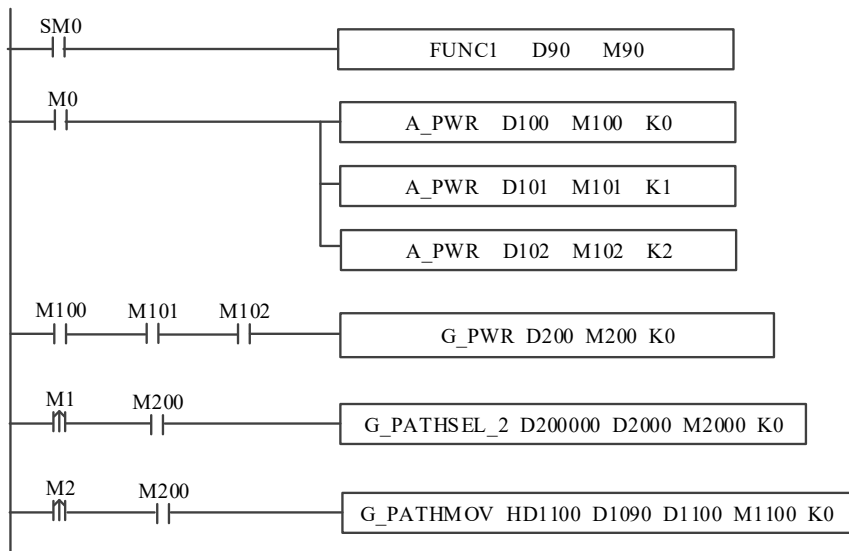 SM0
FUNC1 D90 M90
M0
A_PWR D100 M100 K0
A_PWR D101 M101 K1
A_PWR D102 M102 K2
M100 M101 M102
G_PWR D200 M200 K0
M1 M200
G_PATHSEL_2 D200000 D2000 M2000 K0
M2 M200
G_PATHMOV HD1100 D1090 D1100 M1100 K0